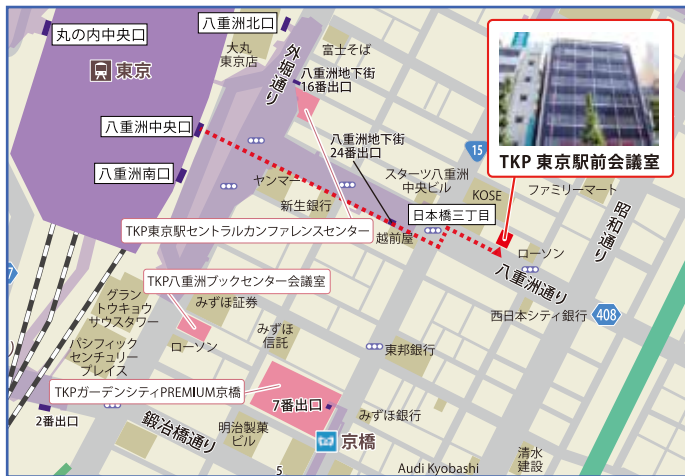 八重洲北口
丸の内中央口
大丸
東京店
外堀通り
富士そば
東京
八重洲地下街
16番出口
八重洲中央口
八重洲地下街
24番出口
15
TKP 東京駅前会議室
八重洲南口
ヤンマー
スターツ八重洲
中央ビル
KOSE
ファミリーマート
昭和通り
新生銀行
日本橋三丁目
TKP東京駅セントラルカンファレンスセンター
越前屋
ローソン
八重洲通り
7
TKP八重洲ブックセンター会議室
グラン
トウキョウ
サウスタワー
みずほ証券
西日本シティ銀行
408
パシフィック
センチュリー
プレイス
ローソン
みずほ
信託
東邦銀行
TKPガーデンシティPREMIUM京橋
7番出口
2番出口
鍛冶橋通り
明治製菓
ビル
みずほ銀行
京橋
5
Audi Kyobashi
清水
建設